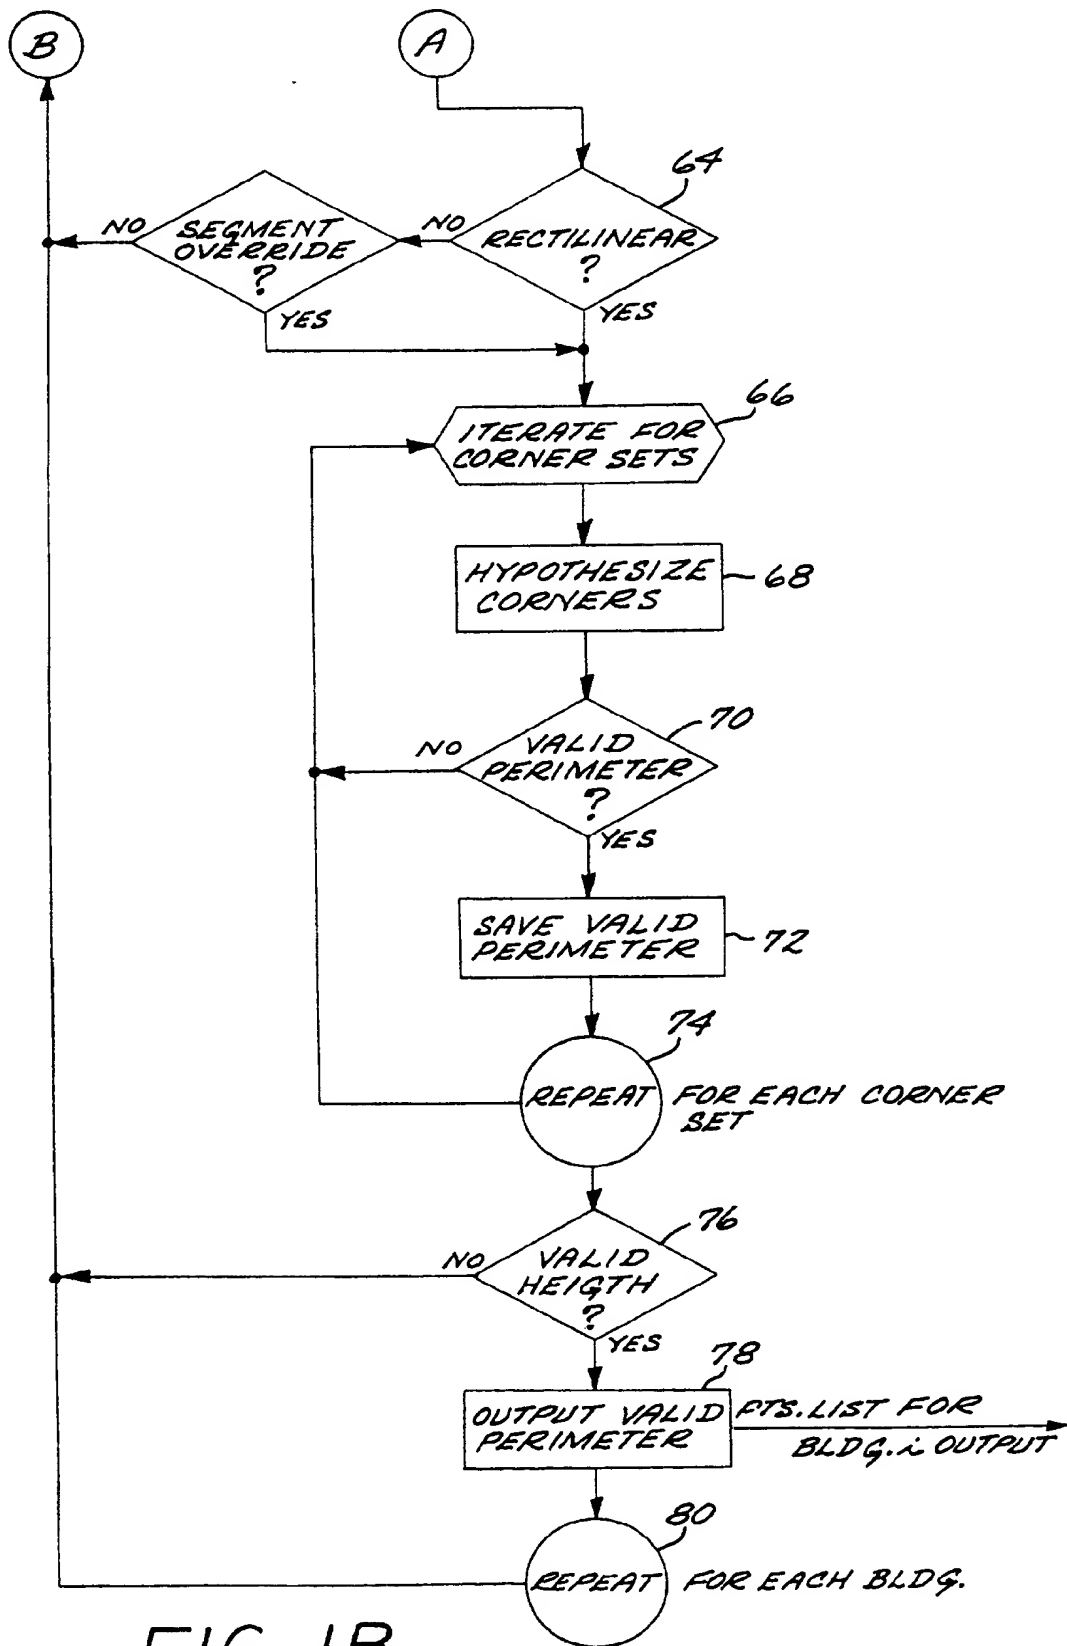 B
A
64
RECTILINEAR
?
NO
YES
SEGMENT
OVERRIDE
?
NO
YES
66
ITERATE FOR
CORNER SETS
HYPOTHESIZE
CORNERS
68
70
VALID
PERIMETER
?
NO
YES
SAVE VALID
PERIMETER
72
74
REPEAT
FOR EACH CORNER
SET
76
VALID
HEIGTH
?
NO
YES
78
OUTPUT VALID
PERIMETER
PTS. LIST FOR
BLDG. i OUTPUT
80
REPEAT
FOR EACH BLDG.
FIG. 1B